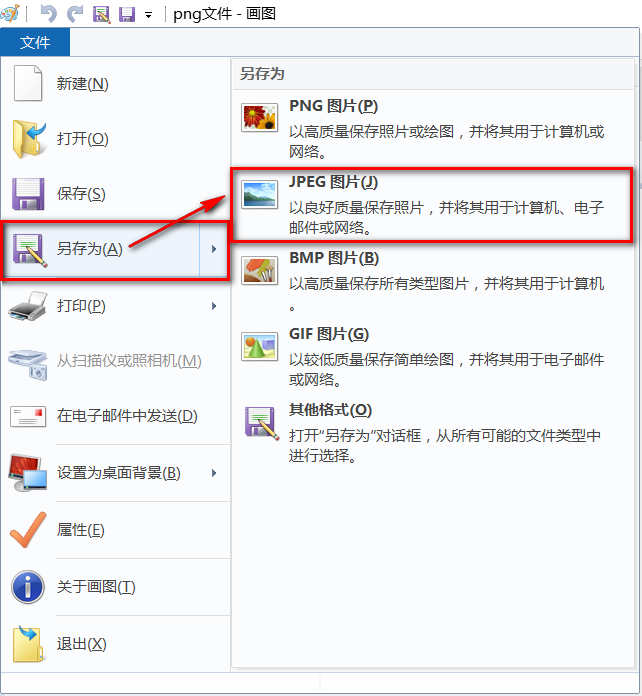 png文件 - 画图
文件
新建(N)
打开(O)
保存(S)
另存为(A)
打印(P)
从扫描仪或照相机(M)
在电子邮件中发送(D)
设置为桌面背景(B)
属性(E)
关于画图(T)
退出(X)
另存为
PNG 图片(P)
以高质量保存照片或绘图，并将其用于计算机或
网络。
JPEG 图片(J)
以良好质量保存照片，并将其用于计算机、电子
邮件或网络。
BMP 图片(B)
以高质量保存所有类型图片，并将其用于计算机
。
GIF 图片(G)
以较低质量保存简单绘图，并将其用于电子邮件
或网络。
其他格式(O)
打开“另存为”对话框，从所有可能的文件类型中
进行选择。